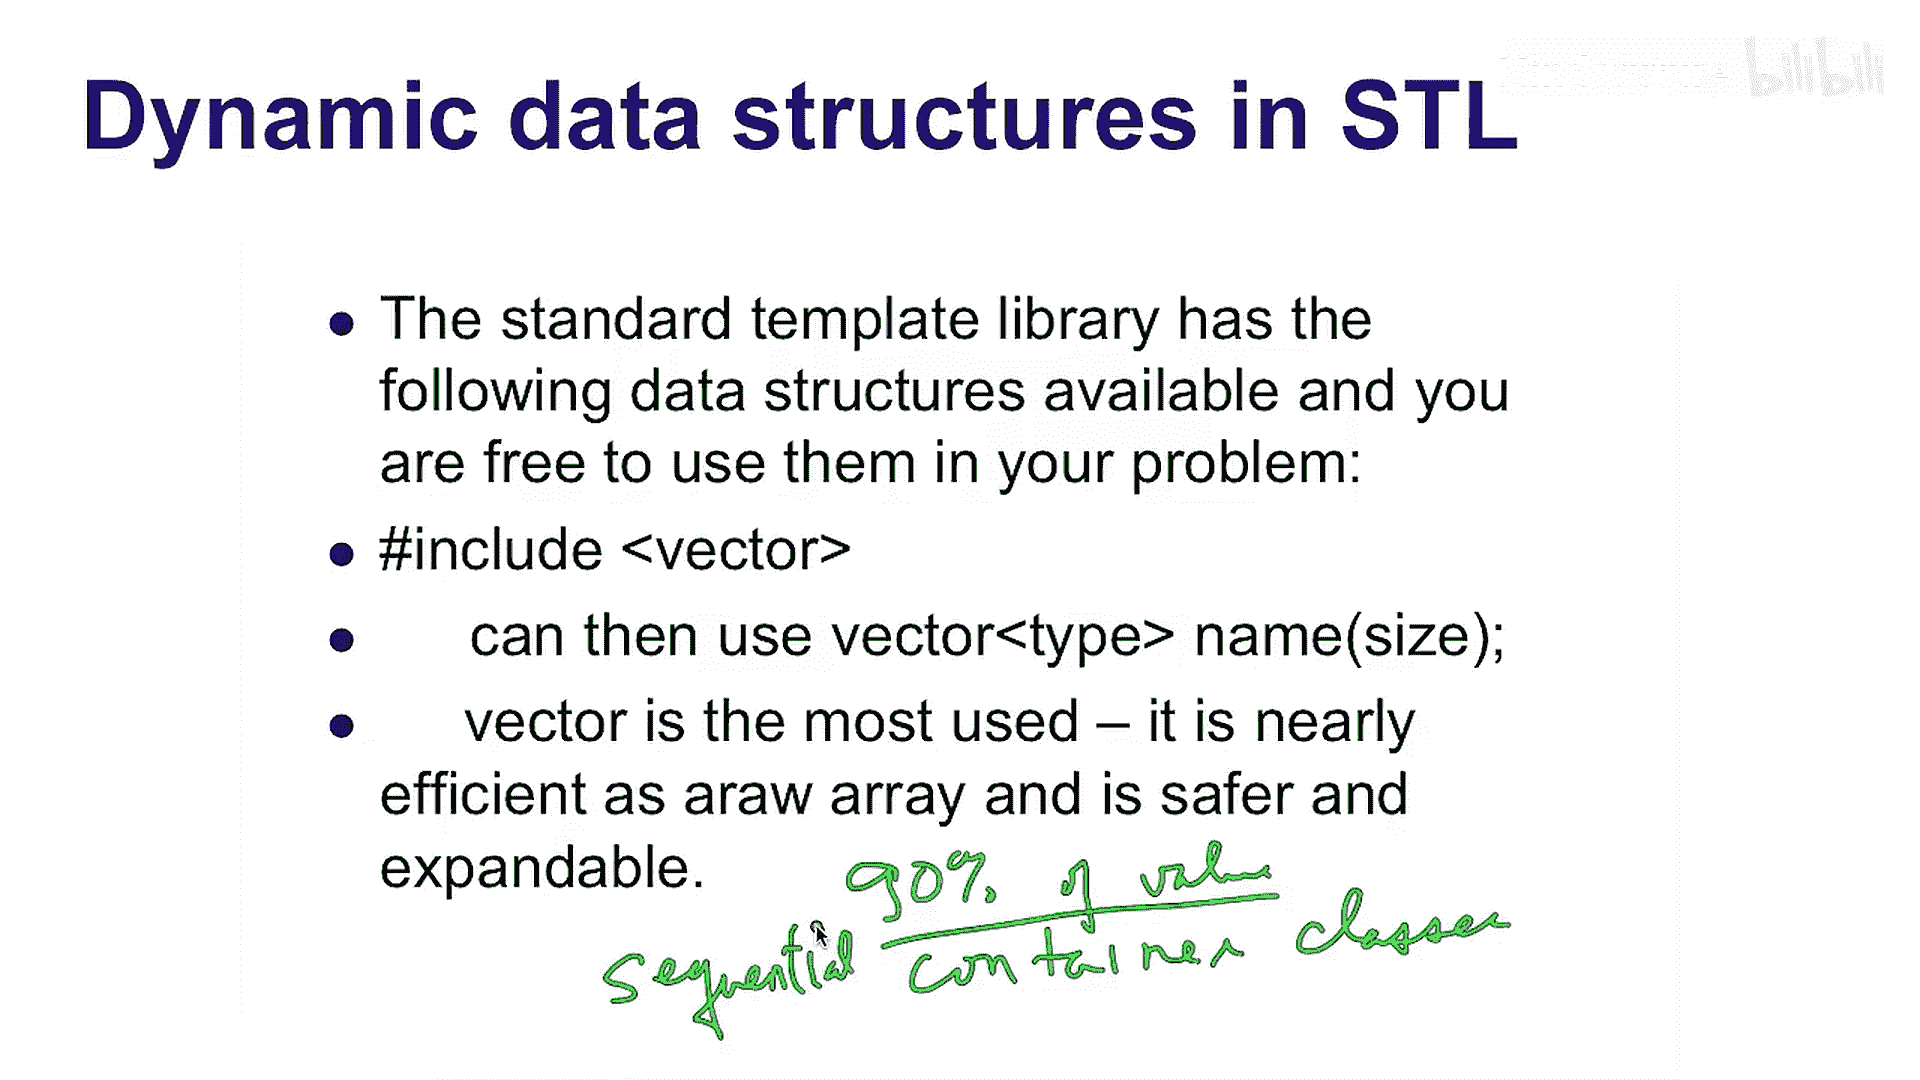 bilibili
Dynamic data structures in STL
● The standard template library has the
following data structures available and you
are free to use them in your problem:
● #include <vector>
● can then use vector<type> name(size);
● vector is the most used – it is nearly
efficient as araw array and is safer and
expandable.
90% of value
sequential container classes